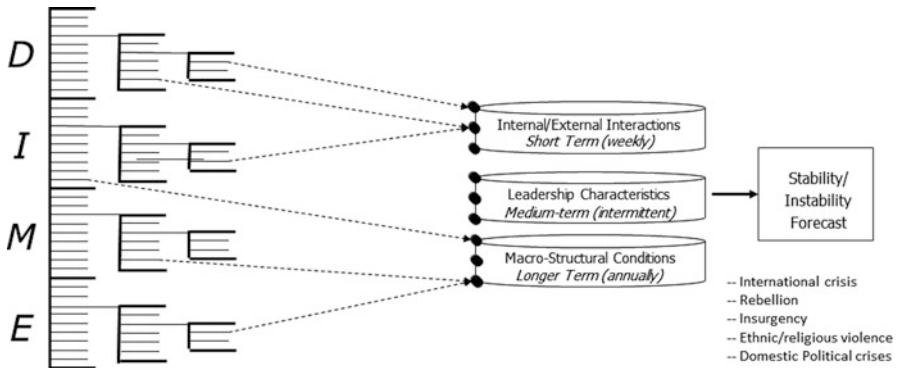 D
I
M
E
Internal/External Interactions
Short Term (weekly)
Leadership Characteristics
Medium-term (intermittent)
Macro-Structural Conditions
Longer Term (annually)
Stability/
Instability
Forecast
-- International crisis
-- Rebellion
-- Insurgency
-- Ethnic/religious violence
-- Domestic Political crises